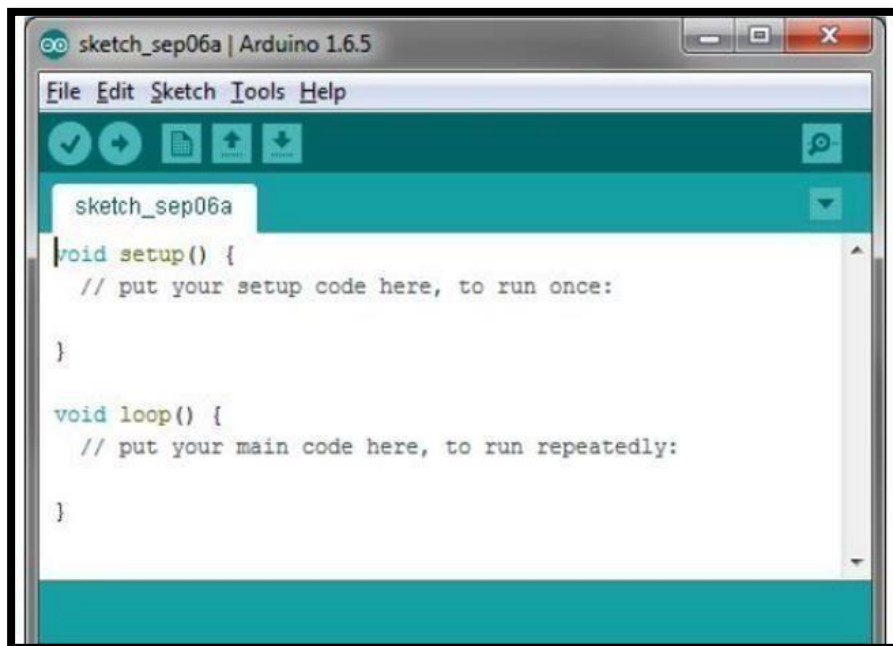 sketch_sep06a | Arduino 1.6.5
File Edit Sketch Tools Help
sketch_sep06a
void setup() {
  // put your setup code here, to run once:
}
void loop() {
  // put your main code here, to run repeatedly:
}